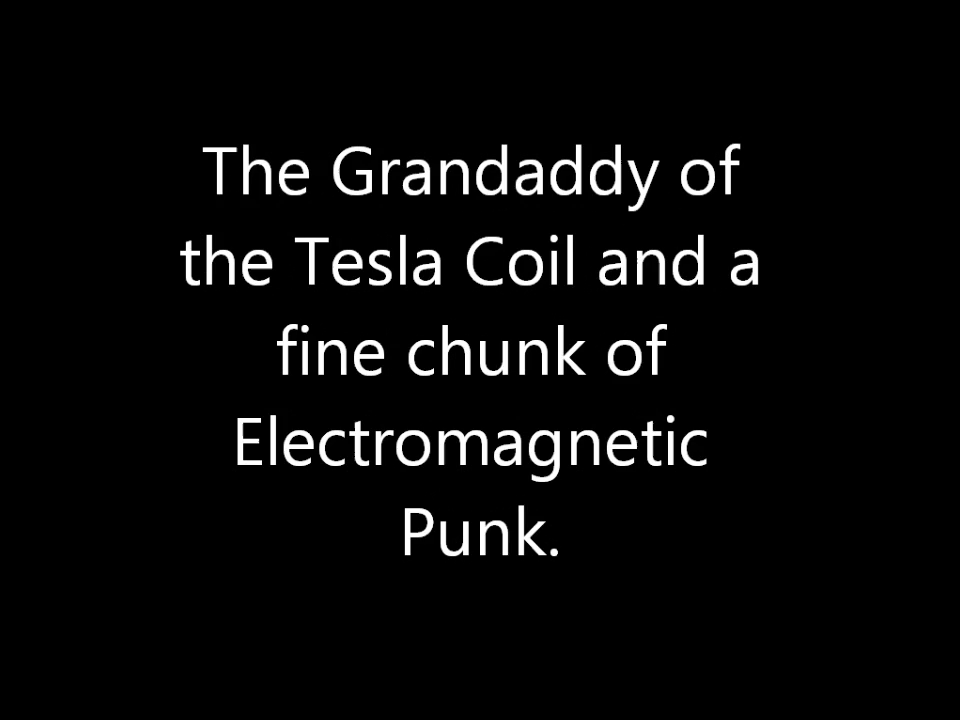 The Grandaddy of
the Tesla Coil and a
fine chunk of
Electromagnetic
Punk.